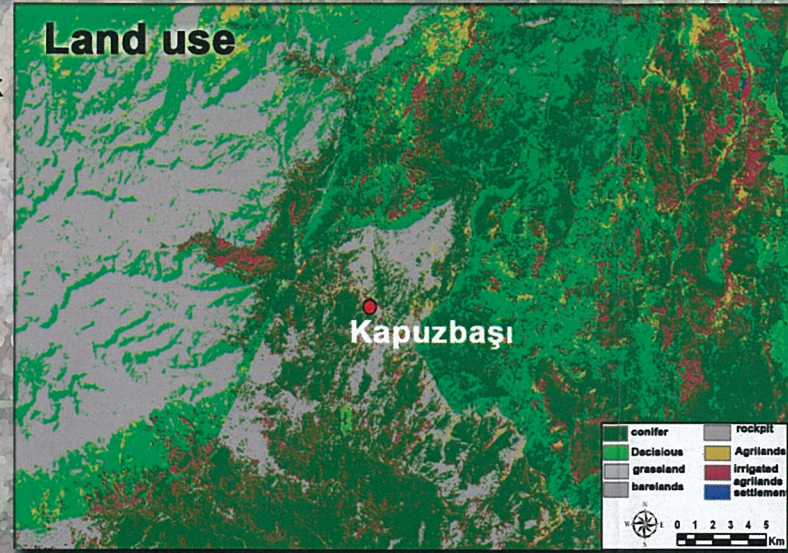 Land use
Kapuzbaşı
conifer
Decisious
grassland
barelands
rockpit
Agrilands
irrigated
agrilands
settlement
N
W E
S
0 1 2 3 4 5
Km